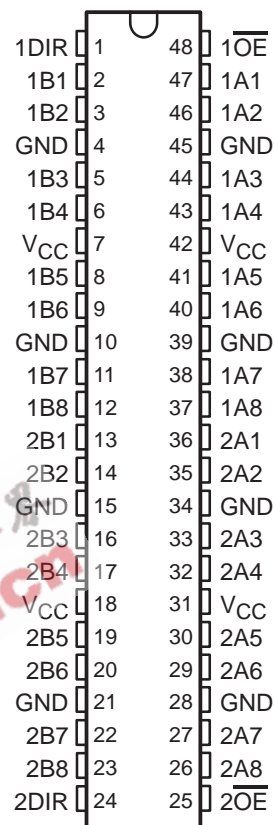 1DIR 1 48 1O̅E̅
1B1 2 47 1A1
1B2 3 46 1A2
GND 4 45 GND
1B3 5 44 1A3
1B4 6 43 1A4
VCC 7 42 VCC
1B5 8 41 1A5
1B6 9 40 1A6
GND 10 39 GND
1B7 11 38 1A7
1B8 12 37 1A8
2B1 13 36 2A1
2B2 14 35 2A2
GND 15 34 GND
2B3 16 33 2A3
2B4 17 32 2A4
VCC 18 31 VCC
2B5 19 30 2A5
2B6 20 29 2A6
GND 21 28 GND
2B7 22 27 2A7
2B8 23 26 2A8
2DIR 24 25 2O̅E̅